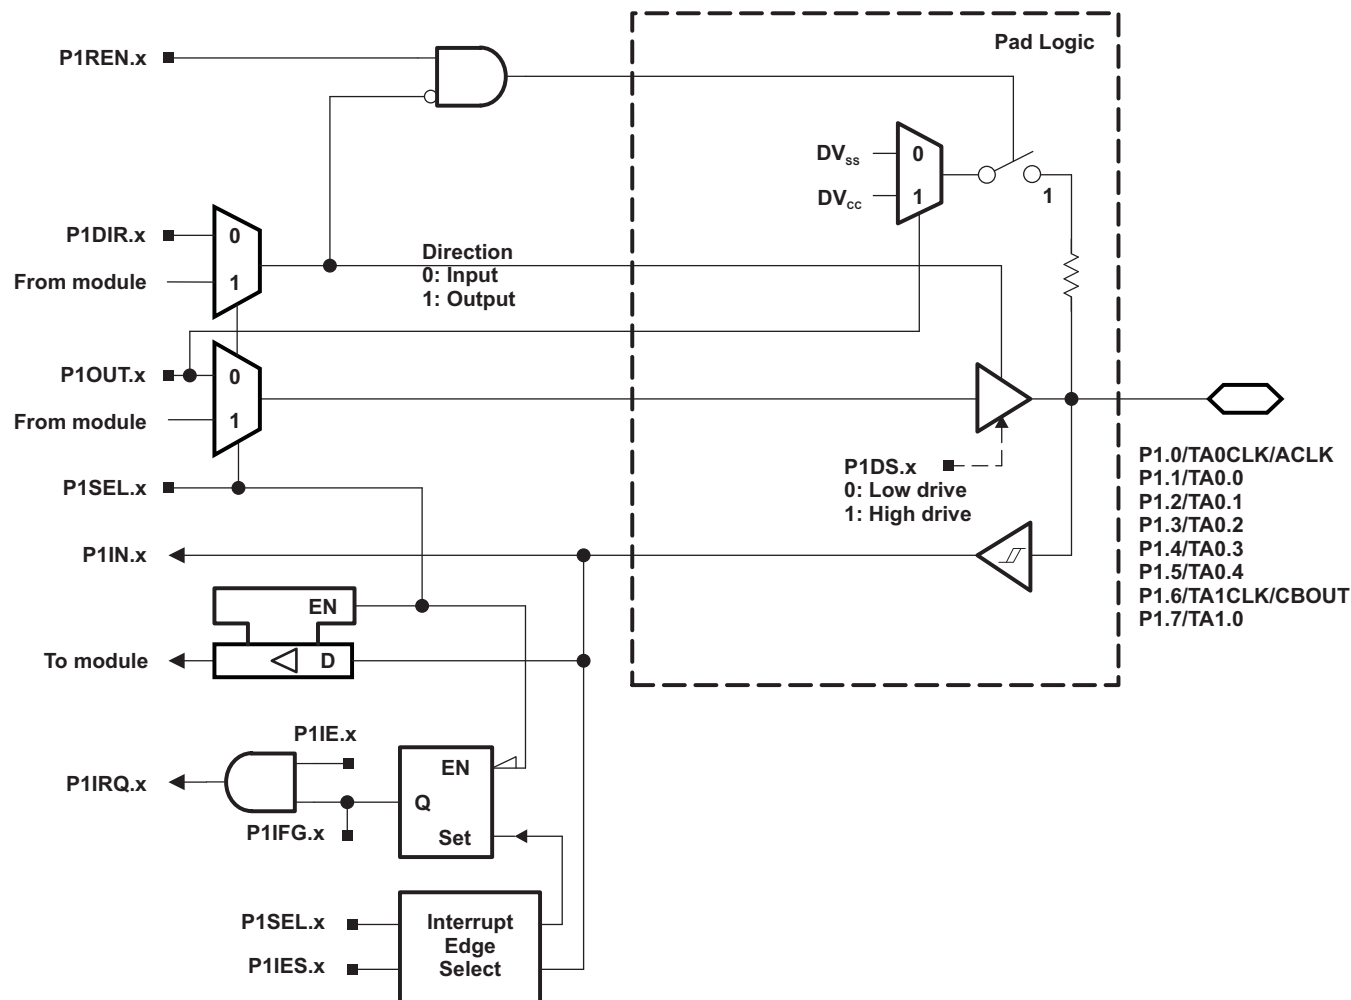 Pad Logic
P1REN.x
DVSS
0
DVCC
1
1
P1DIR.x
0
From module
1
Direction
0: Input
1: Output
P1OUT.x
0
From module
1
P1SEL.x
P1DS.x
0: Low drive
1: High drive
P1.0/TA0CLK/ACLK
P1.1/TA0.0
P1.2/TA0.1
P1.3/TA0.2
P1.4/TA0.3
P1.5/TA0.4
P1.6/TA1CLK/CBOUT
P1.7/TA1.0
P1IN.x
EN
To module
D
P1IE.x
P1IRQ.x
EN
Q
P1IFG.x
Set
P1SEL.x
P1IES.x
Interrupt
Edge
Select